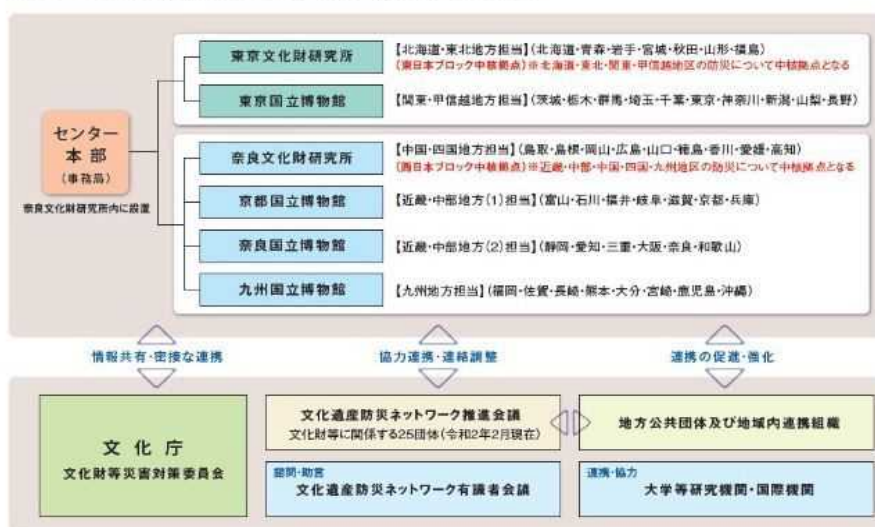 東京文化財研究所
【北海道・東北地方担当】(北海道・青森・岩手・宮城・秋田・山形・福島)
(東日本ブロック中核拠点)※北海道・東北・関東・甲信越地区の防災について中核拠点となる
東京国立博物館
【関東・甲信越地方担当】(茨城・栃木・群馬・埼玉・千葉・東京・神奈川・新潟・山梨・長野)
センター
本部
(事務局)
奈良文化財研究所内に設置
奈良文化財研究所
【中国・四国地方担当】(鳥取・島根・岡山・広島・山口・徳島・香川・愛媛・高知)
(西日本ブロック中核拠点)※近畿・中部・中国・四国・九州地区の防災について中核拠点となる
京都国立博物館
【近畿・中部地方(1)担当】(富山・石川・福井・岐阜・滋賀・京都・兵庫)
奈良国立博物館
【近畿・中部地方(2)担当】(静岡・愛知・三重・大阪・奈良・和歌山)
九州国立博物館
【九州地方担当】(福岡・佐賀・長崎・熊本・大分・宮崎・鹿児島・沖縄)
情報共有・密接な連携
協力連携・連絡調整
連携の促進・強化
文化庁
文化財等災害対策委員会
文化遺産防災ネットワーク推進会議
文化財等に関係する25団体(令和2年2月現在)
地方公共団体及び地域内連携組織
諮問・助言
文化遺産防災ネットワーク有識者会議
連携・協力
大学等研究機関・国際機関